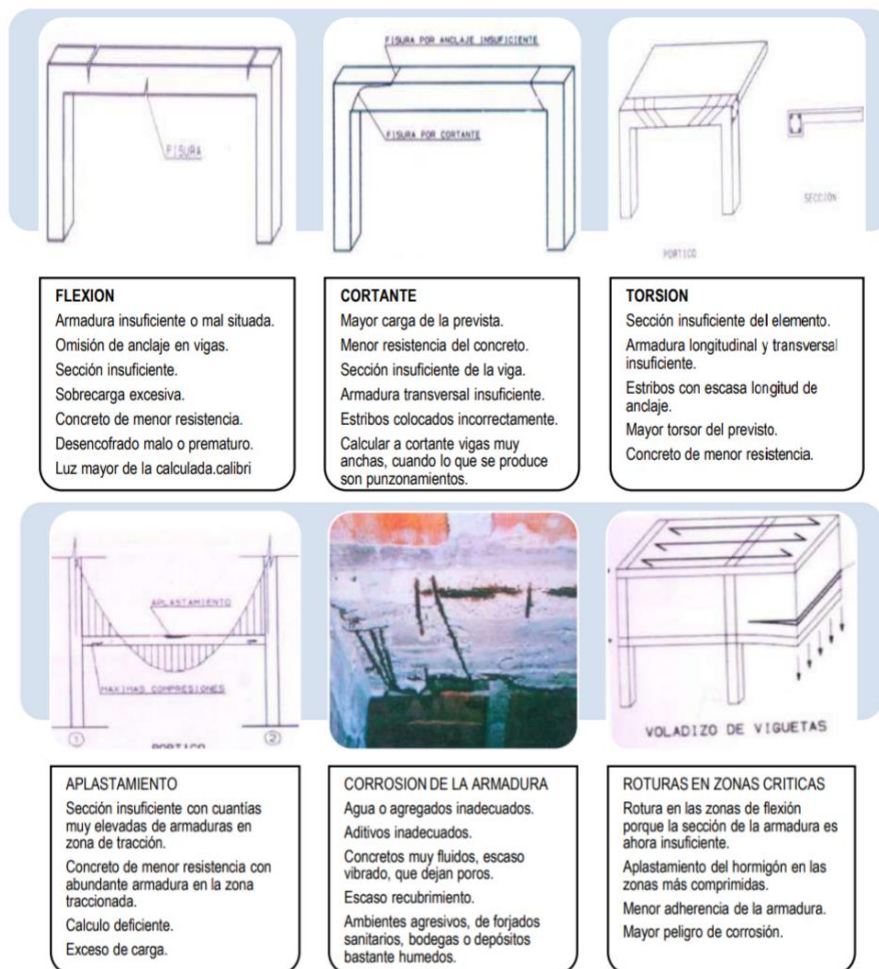 FISURA
FISURA POR ANCLAJE INSUFICIENTE
FISURA POR CORTANTE
SECCION
PORTICO
FLEXION
Armadura insuficiente o mal situada.
Omisión de anclaje en vigas.
Sección insuficiente.
Sobrecarga excesiva.
Concreto de menor resistencia.
Desencofrado malo o prematuro.
Luz mayor de la calculada.calibri
CORTANTE
Mayor carga de la prevista.
Menor resistencia del concreto.
Sección insuficiente de la viga.
Armadura transversal insuficiente.
Estribos colocados incorrectamente.
Calcular a cortante vigas muy
anchas, cuando lo que se produce
son punzonamientos.
TORSION
Sección insuficiente del elemento.
Armadura longitudinal y transversal
insuficiente.
Estribos con escasa longitud de
anclaje.
Mayor torsor del previsto.
Concreto de menor resistencia.
APLASTAMIENTO
MAXIMAS COMPRESIONES
1
2
PORTICO
VOLADIZO DE VIGUETAS
APLASTAMIENTO
Sección insuficiente con cuantías
muy elevadas de armaduras en
zona de tracción.
Concreto de menor resistencia con
abundante armadura en la zona
traccionada.
Calculo deficiente.
Exceso de carga.
CORROSION DE LA ARMADURA
Agua o agregados inadecuados.
Aditivos inadecuados.
Concretos muy fluidos, escaso
vibrado, que dejan poros.
Escaso recubrimiento.
Ambientes agresivos, de forjados
sanitarios, bodegas o depósitos
bastante humedos.
ROTURAS EN ZONAS CRITICAS
Rotura en las zonas de flexión
porque la sección de la armadura es
ahora insuficiente.
Aplastamiento del hormigón en las
zonas más comprimidas.
Menor adherencia de la armadura.
Mayor peligro de corrosión.